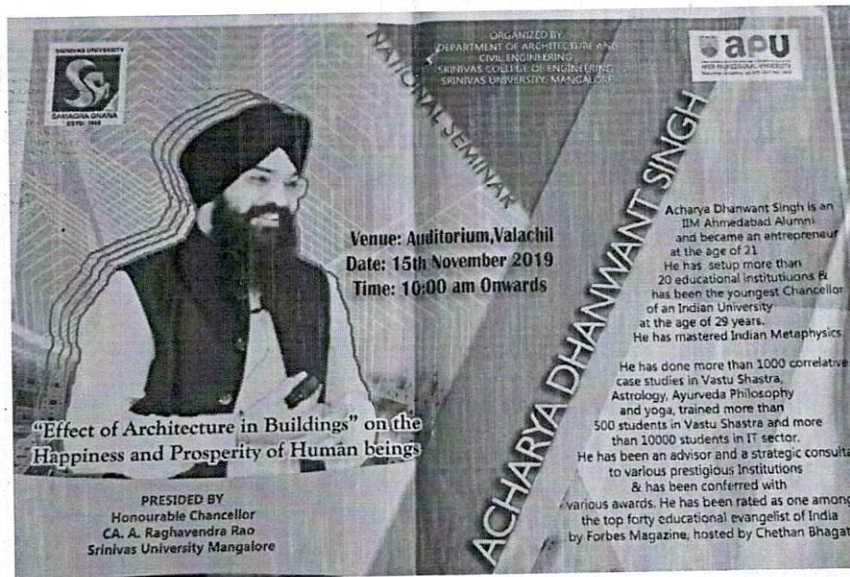 SRINIVAS UNIVERSITY
SAMAGRA GNANA
NATIONAL SEMINAR
ORGANIZED BY
DEPARTMENT OF ARCHITECTURE AND
CIVIL ENGINEERING
SRINIVAS COLLEGE OF ENGINEERING
SRINIVAS UNIVERSITY, MANGALORE
apu
Venue: Auditorium,Valachil
Date: 15th November 2019
Time: 10:00 am Onwards
"Effect of Architecture in Buildings" on the
Happiness and Prosperity of Human beings
PRESIDED BY
Honourable Chancellor
CA. A. Raghavendra Rao
Srinivas University Mangalore
ACHARYA DHANWANT SINGH
Acharya Dhanwant Singh is an
IIM Ahmedabad Alumni
and became an entrepreneur
at the age of 21
He has setup more than
20 educational institutiuons &
has been the youngest Chancellor
of an Indian University
at the age of 29 years.
He has mastered Indian Metaphysics
He has done more than 1000 correlative
case studies in Vastu Shastra,
Astrology, Ayurveda Philosophy
and yoga, trained more than
500 students in Vastu Shastra and more
than 10000 students in IT sector.
He has been an advisor and a strategic consulta
to various prestigious Institutions
& has been conferred with
various awards. He has been rated as one among
the top forty educational evangelist of India
by Forbes Magazine, hosted by Chethan Bhagat